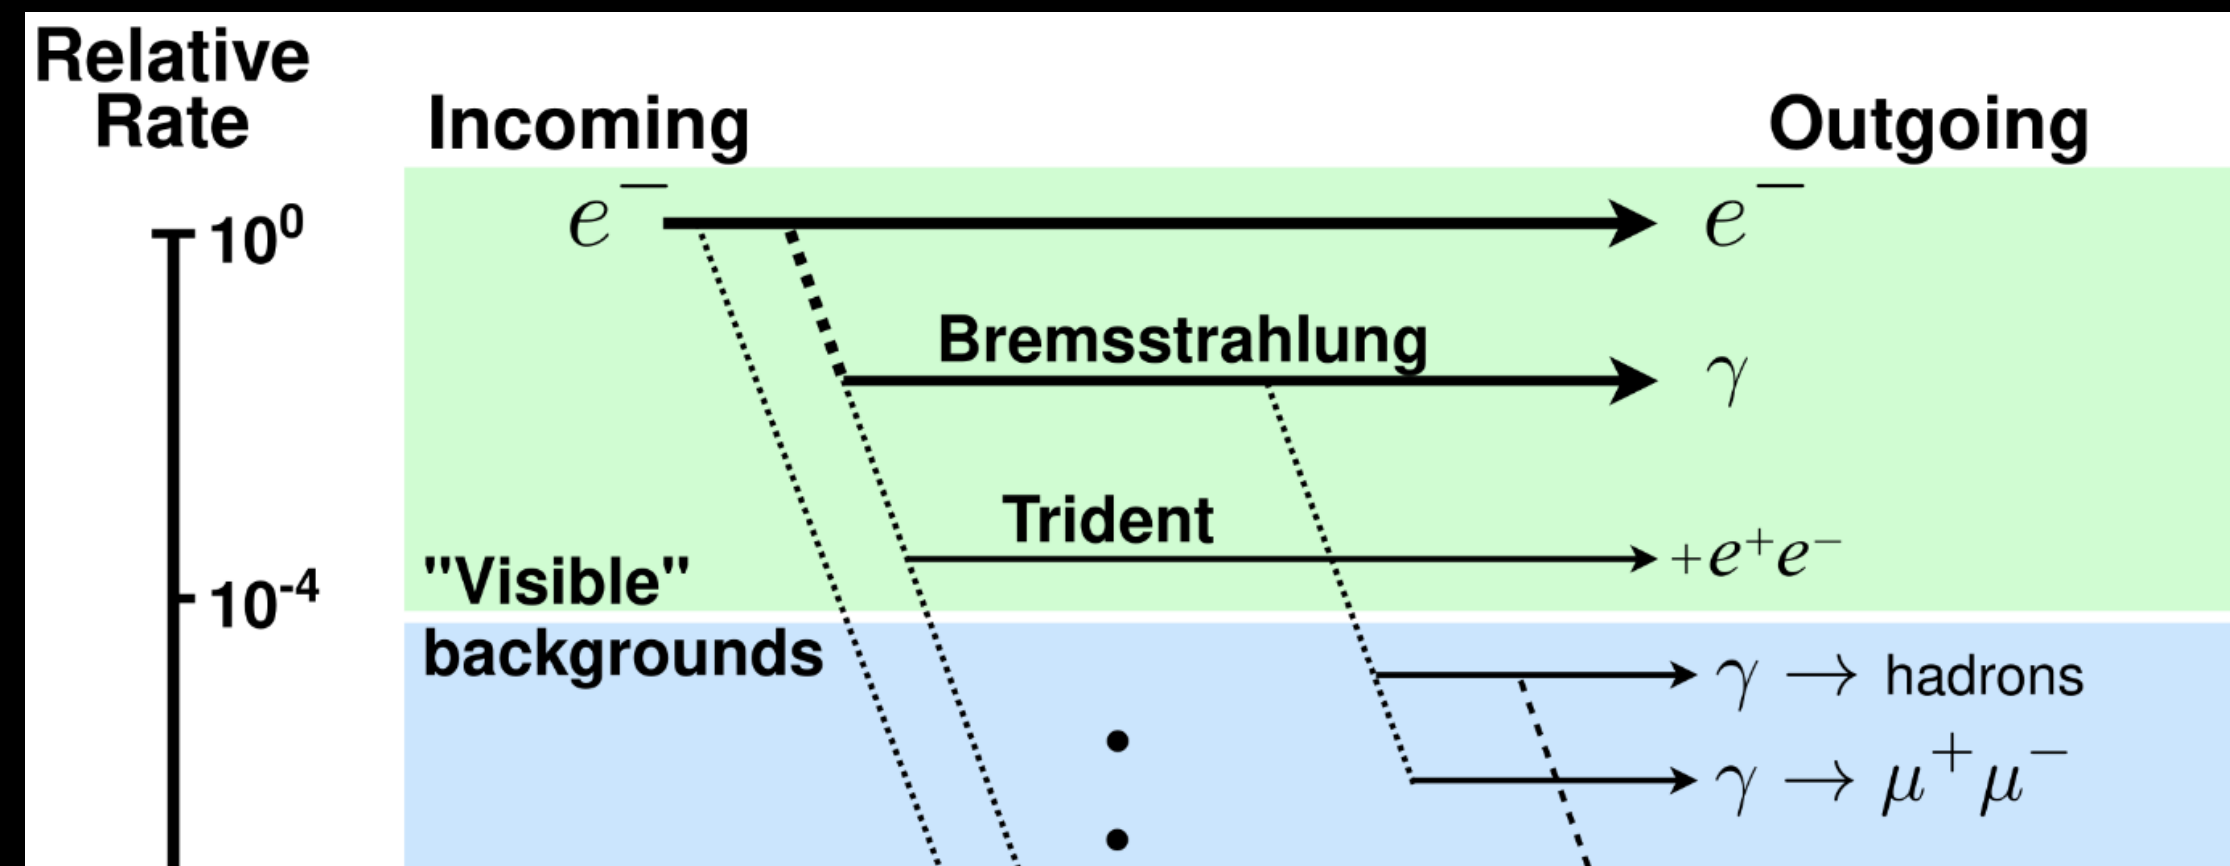 Relative
Rate
Incoming
Outgoing
10⁰
e⁻
e⁻
Bremsstrahlung
γ
Trident
+e⁺e⁻
"Visible"
10⁻⁴
backgrounds
γ → hadrons
γ → μ⁺μ⁻